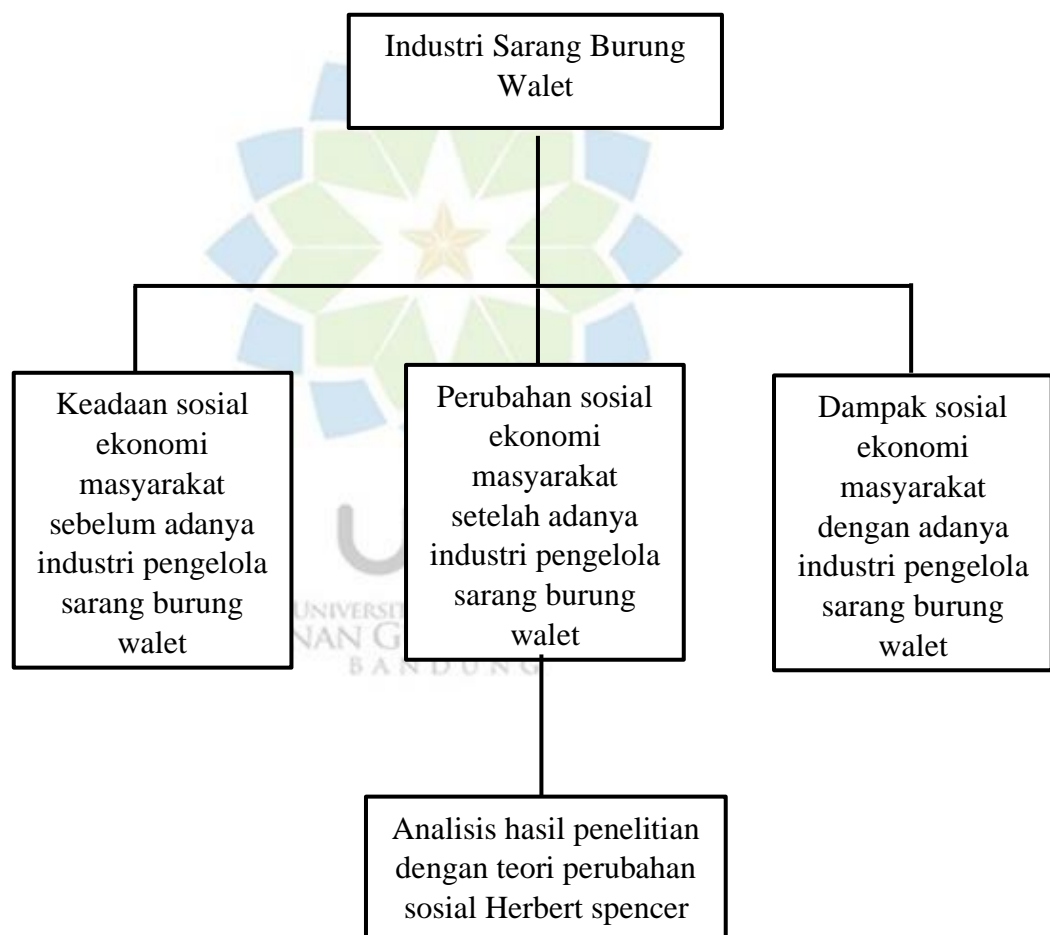 Industri Sarang Burung
Walet
Keadaan sosial
ekonomi
masyarakat
sebelum adanya
industri pengelola
sarang burung
walet
Perubahan sosial
ekonomi
masyarakat
setelah adanya
industri pengelola
sarang burung
walet
Dampak sosial
ekonomi
masyarakat
dengan adanya
industri pengelola
sarang burung
walet
BANDUNG
Analisis hasil penelitian
dengan teori perubahan
sosial Herbert spencer